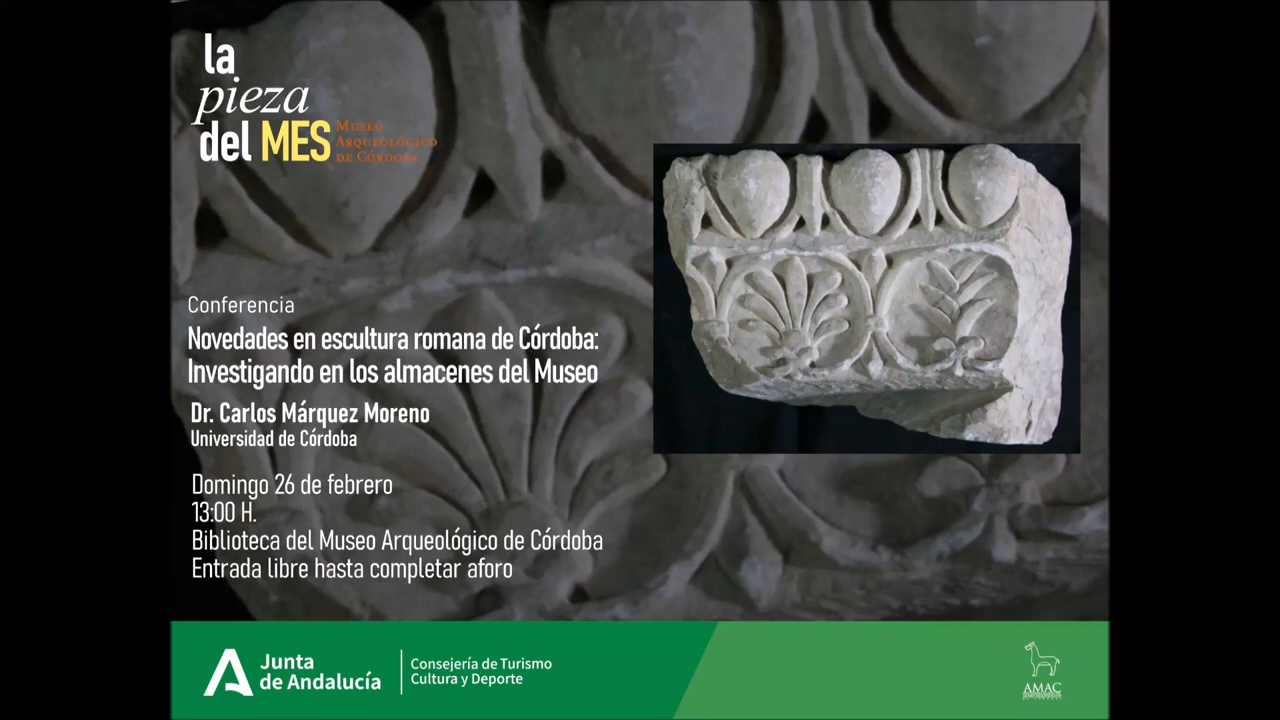 la
pieza
del MES
Museo
Arqueológico
de Córdoba
Conferencia
Novedades en escultura romana de Córdoba:
Investigando en los almacenes del Museo
Dr. Carlos Márquez Moreno
Universidad de Córdoba
Domingo 26 de febrero
13:00 H.
Biblioteca del Museo Arqueológico de Córdoba
Entrada libre hasta completar aforo
Junta
de Andalucía
Consejería de Turismo
Cultura y Deporte
AMAC